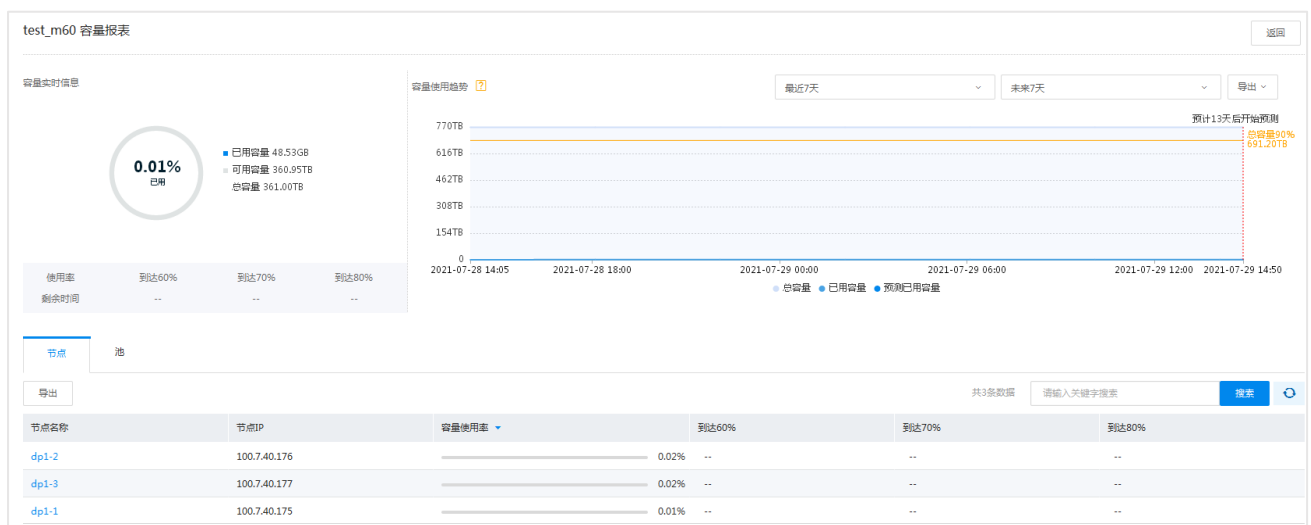 test_m60 容量报表
返回
容量实时信息
0.01%
已用
已用容量 48.53GB
可用容量 360.95TB
总容量 361.00TB
使用率 到达60% 到达70% 到达80%
剩余时间 -- -- --
容量使用趋势 ?
最近7天
未来7天
导出
预计13天后开始预测
770TB
616TB
462TB
308TB
154TB
0
总容量90%
691.20TB
2021-07-28 14:05 2021-07-28 18:00 2021-07-29 00:00 2021-07-29 06:00 2021-07-29 12:00 2021-07-29 14:50
总容量 已用容量 预测已用容量
节点 池
导出
共3条数据 请输入关键字搜索 搜索
节点名称 节点IP 容量使用率 到达60% 到达70% 到达80%
dp1-2 100.7.40.176 0.02% -- -- --
dp1-3 100.7.40.177 0.02% -- -- --
dp1-1 100.7.40.175 0.01% -- -- --